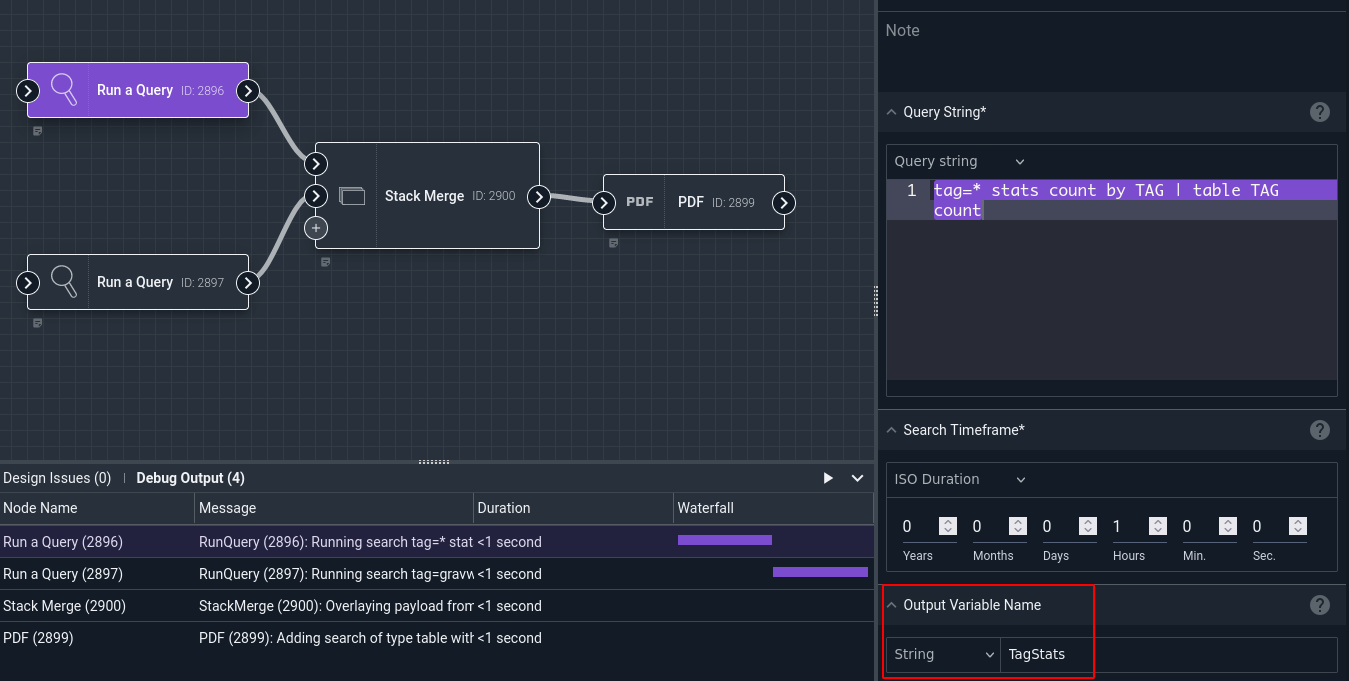 Run a Query ID: 2896
Stack Merge ID: 2900
PDF PDF ID: 2899
Run a Query ID: 2897
Design Issues (0) Debug Output (4)
Node Name Message Duration Waterfall
Run a Query (2896) RunQuery (2896): Running search tag=* stat <1 second
Run a Query (2897) RunQuery (2897): Running search tag=gravw <1 second
Stack Merge (2900) StackMerge (2900): Overlaying payload from <1 second
PDF (2899) PDF (2899): Adding search of type table with <1 second
Note
Query String* ?
Query string
1 tag=* stats count by TAG | table TAG
count
Search Timeframe* ?
ISO Duration
0 0 0 1 0 0
Years Months Days Hours Min. Sec.
Output Variable Name ?
String TagStats